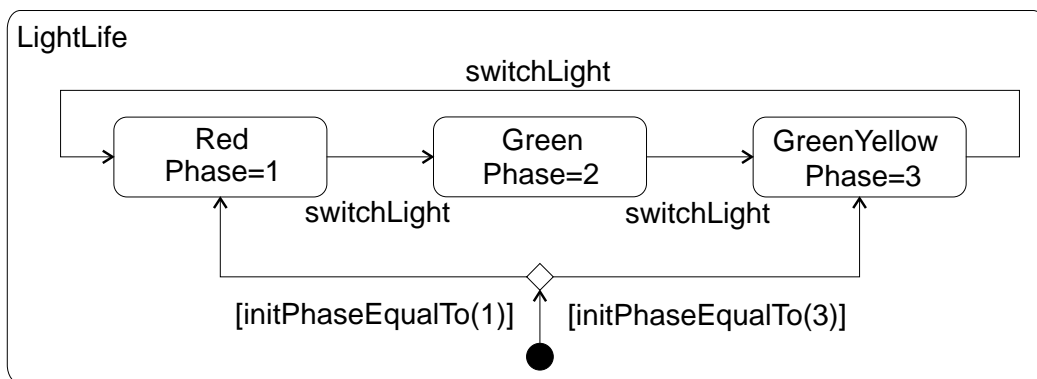 LightLife
switchLight
Red
Phase=1
Green
Phase=2
GreenYellow
Phase=3
switchLight
switchLight
[initPhaseEqualTo(1)]
[initPhaseEqualTo(3)]